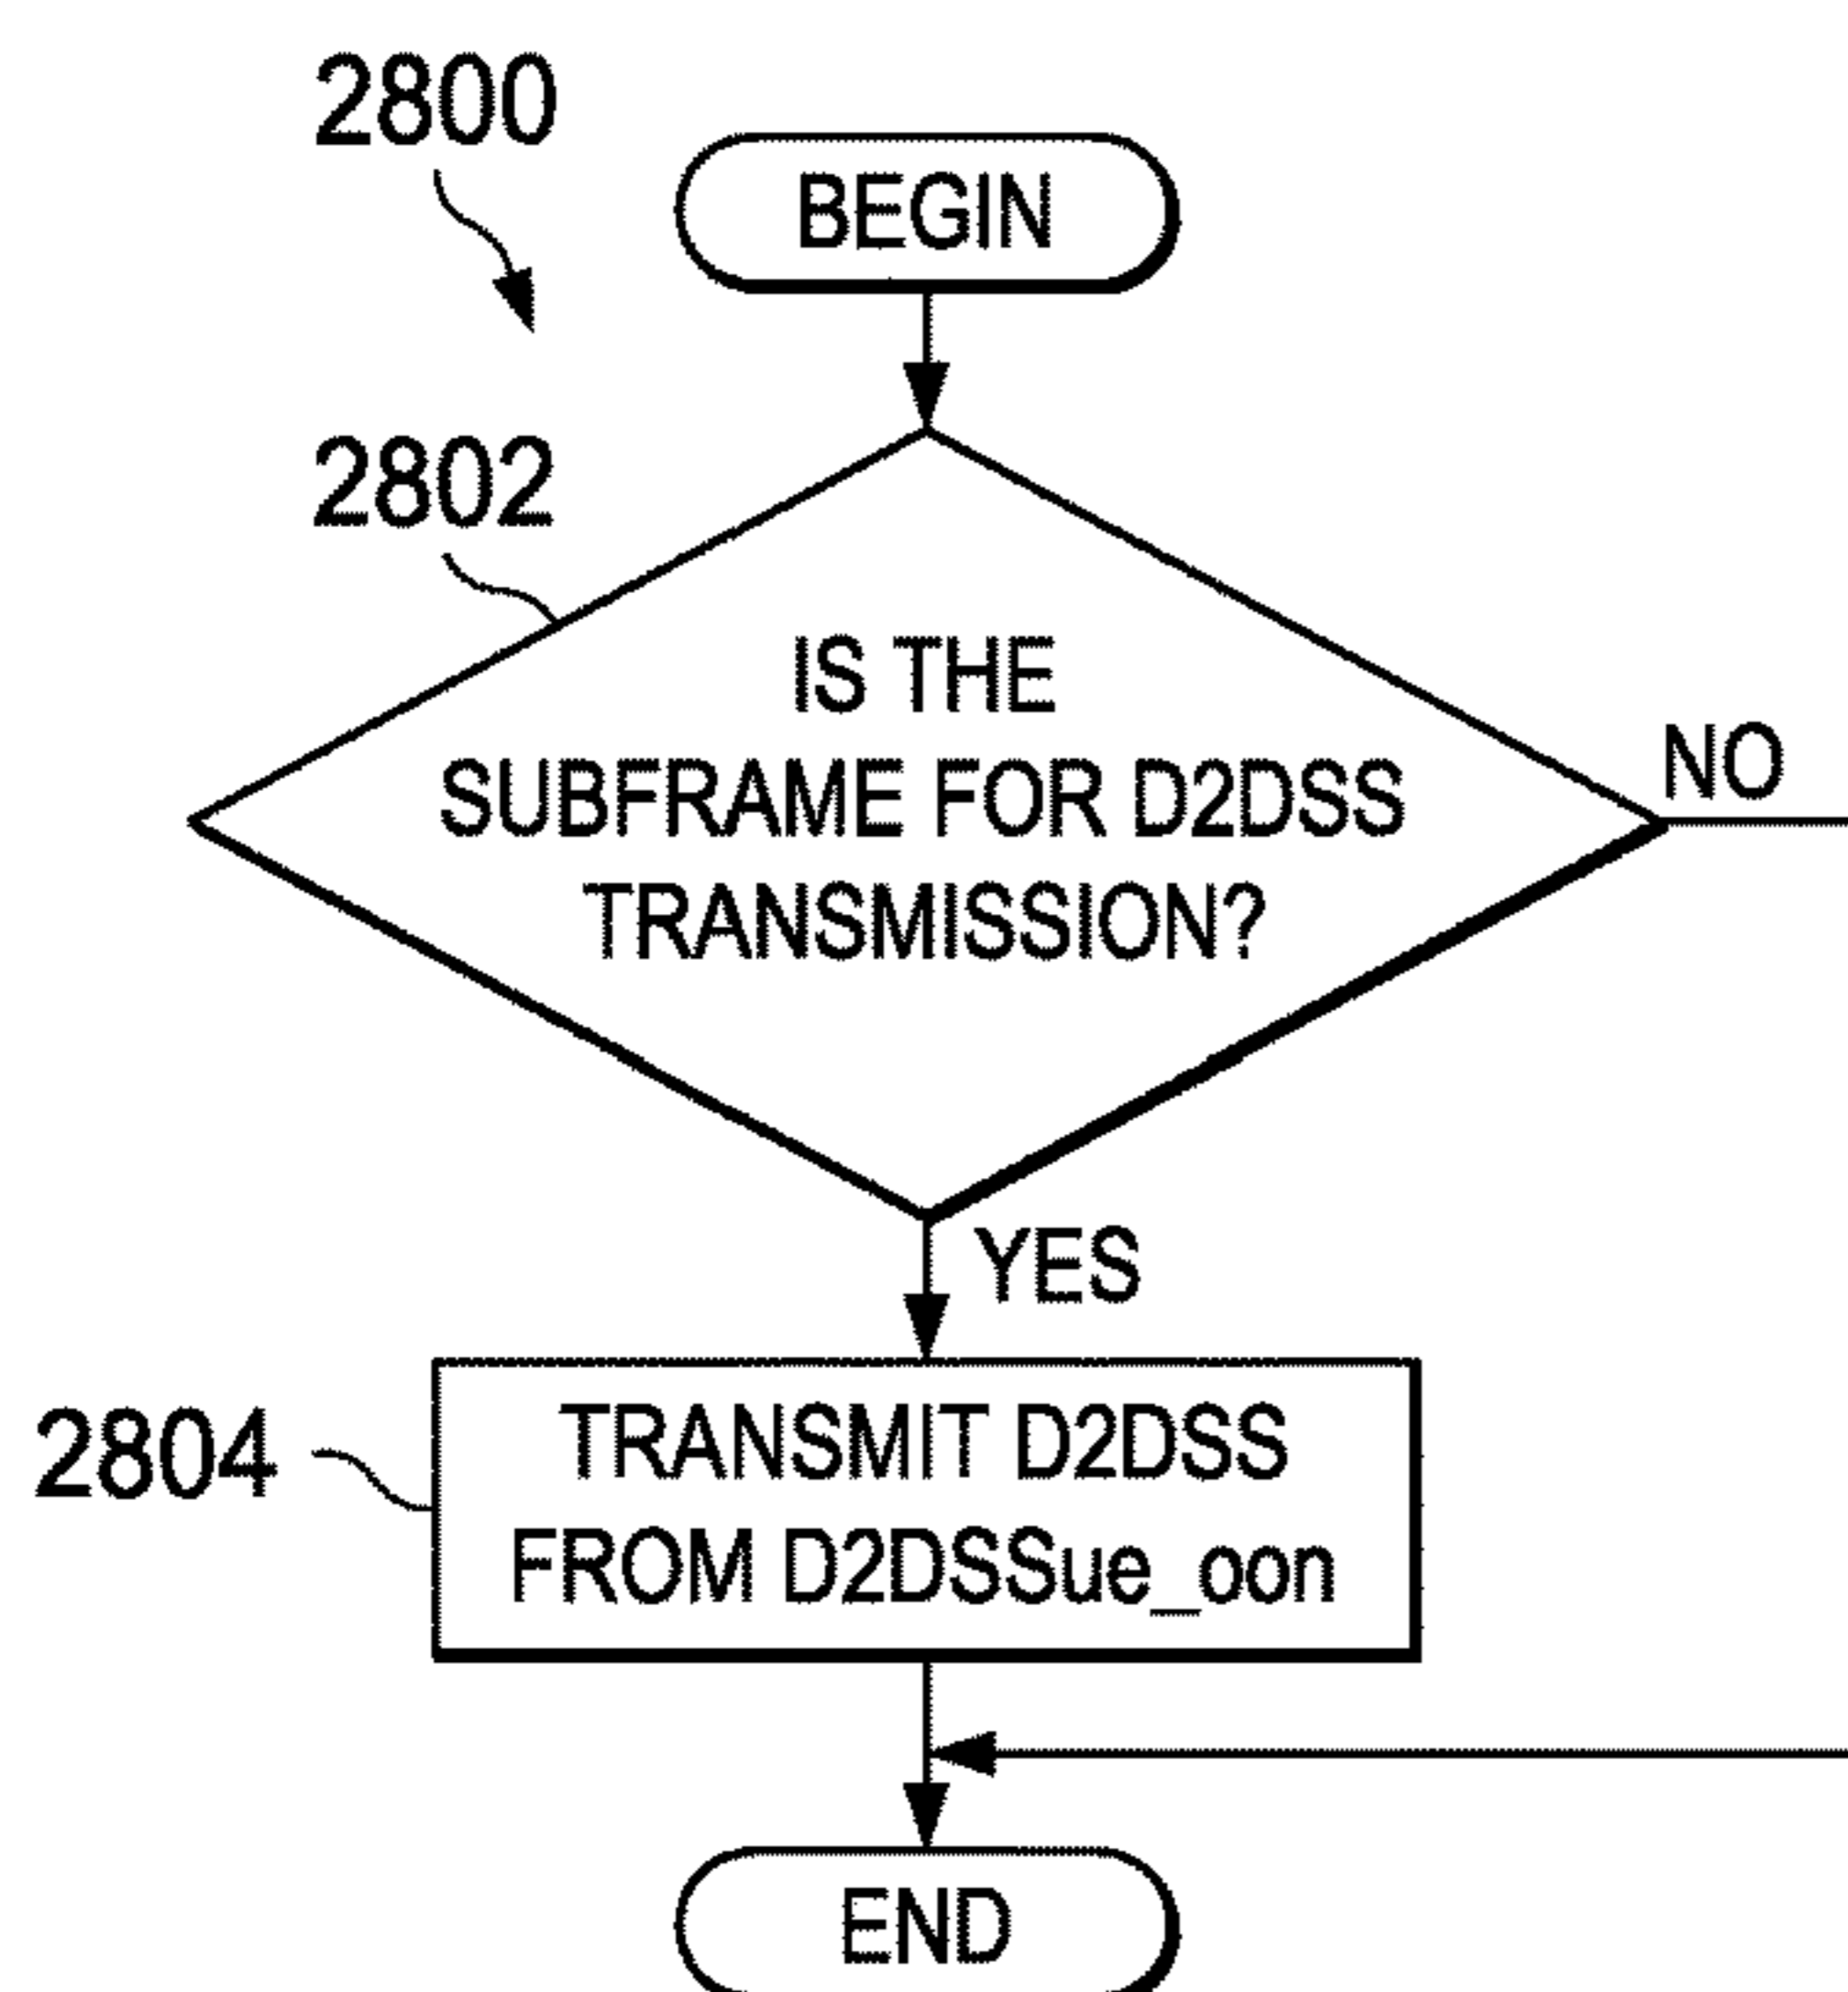 2800
BEGIN
2802
IS THE
SUBFRAME FOR D2DSS
TRANSMISSION?
NO
YES
2804
TRANSMIT D2DSS
FROM D2DSSue_oon
END